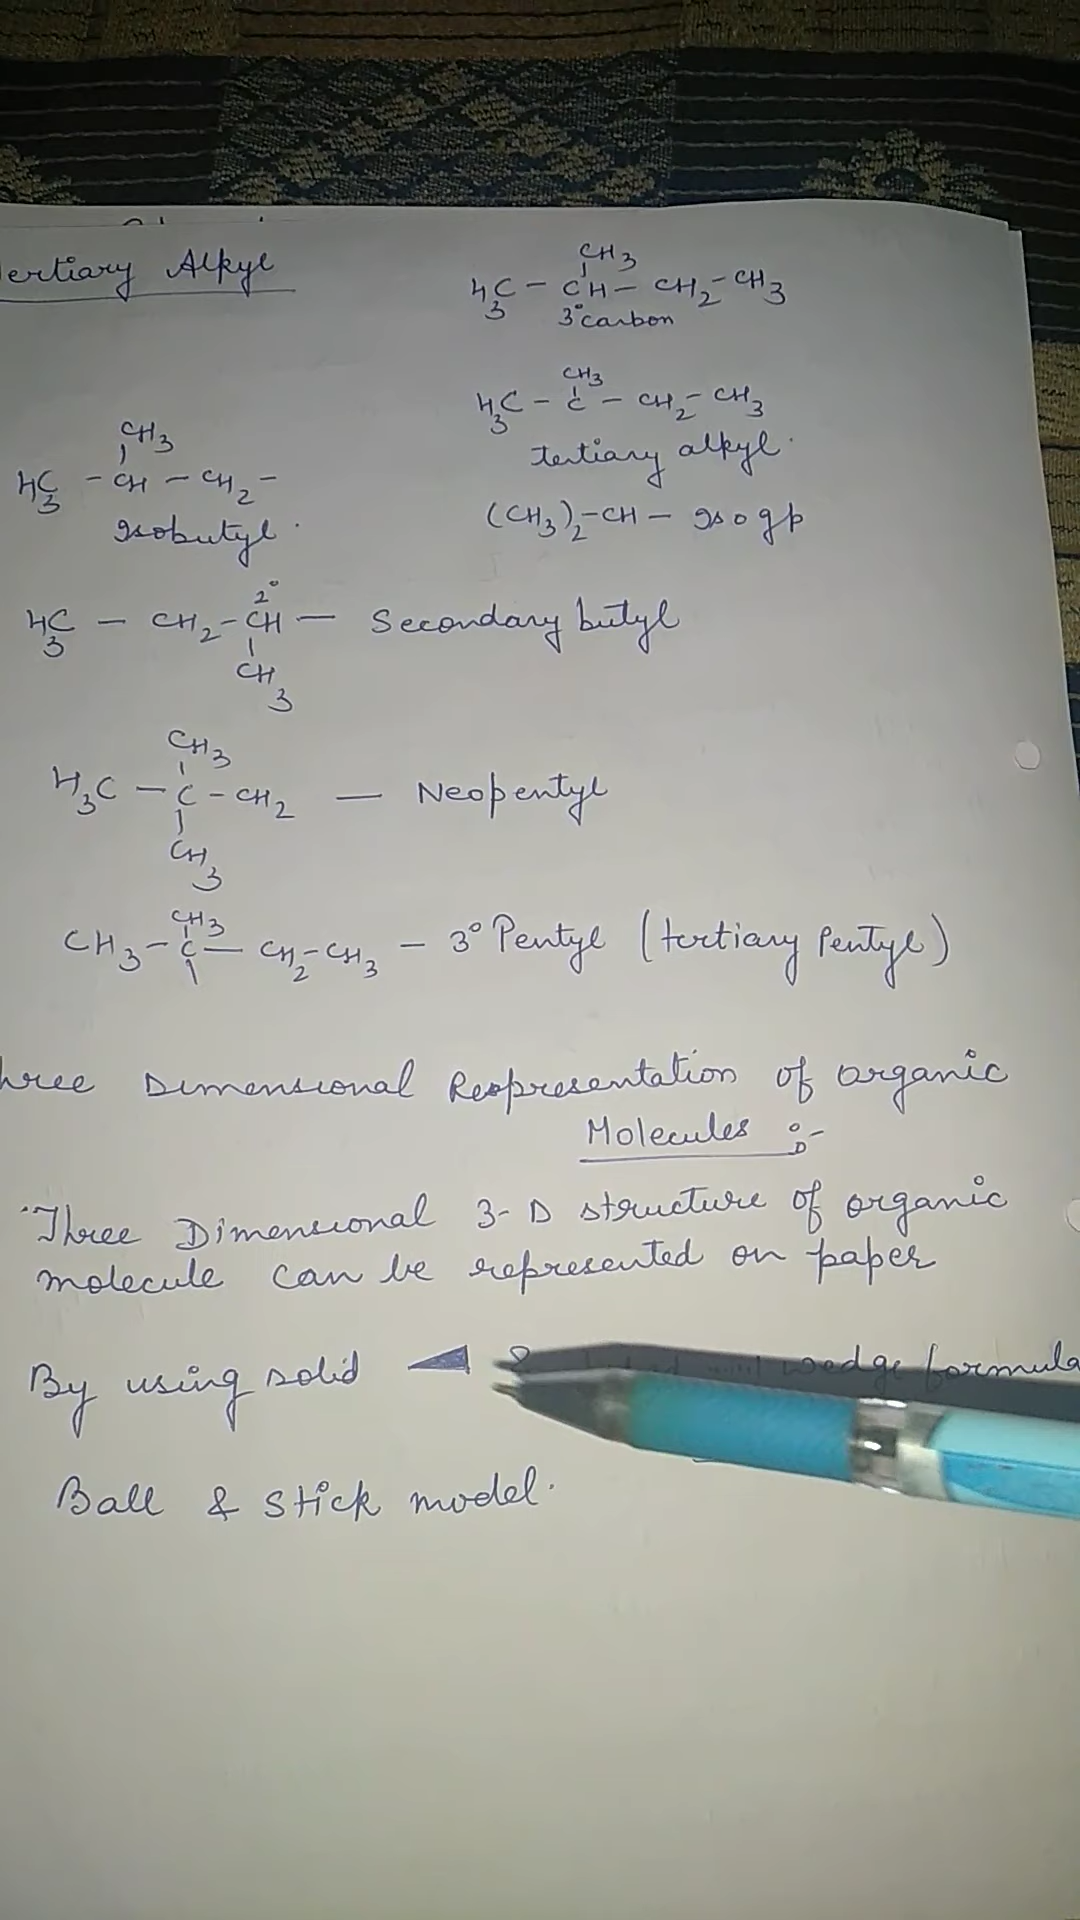 ertiary Alkyl
CH3
H3C - CH - CH2 - CH3
3° carbon
CH3
H3C - C - CH2 - CH3
tertiary alkyl.
CH3
H3C - CH - CH2 -
Isobutyl.
(CH3)2 - CH - Iso gp
2°
H3C - CH2 - CH - Secondary butyl
CH3
CH3
H3C - C - CH2 - Neopentyl
CH3
CH3
CH3 - C - CH2 - CH3 - 3° Pentyl (tertiary Pentyl)
hree Dimensional Respresentation of organic
Molecules :-
Three Dimensional 3-D structure of organic
molecule can be represented on paper
By using solid & wedge formula
Ball & stick model.